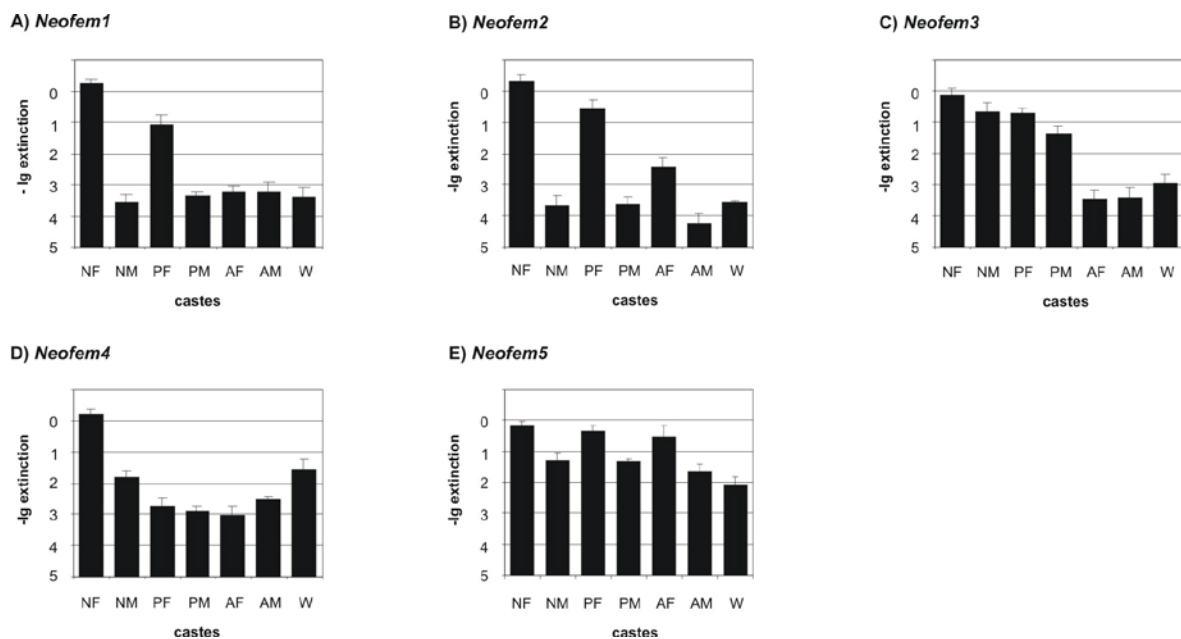 A) Neofem1
- lg extinction
0
1
2
3
4
5
NF NM PF PM AF AM W
castes
B) Neofem2
-lg extinction
0
1
2
3
4
5
NF NM PF PM AF AM W
castes
C) Neofem3
-lg extinction
0
1
2
3
4
5
NF NM PF PM AF AM W
castes
D) Neofem4
-lg extinction
0
1
2
3
4
5
NF NM PF PM AF AM W
castes
E) Neofem5
-lg extinction
0
1
2
3
4
5
NF NM PF PM AF AM W
castes